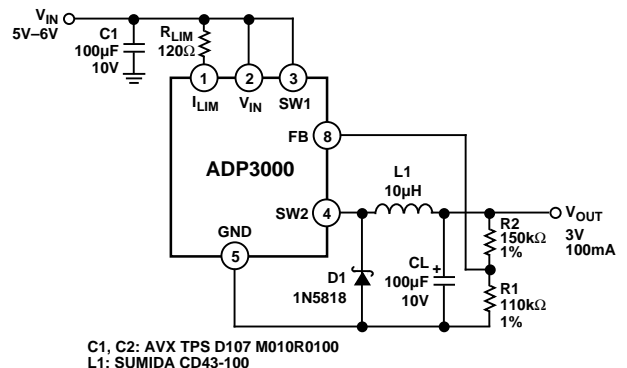 VIN
5V–6V
C1
100µF
10V
RLIM
120Ω
1
2
3
ILIM
VIN
SW1
FB
8
ADP3000
L1
10µH
SW2
4
VOUT
3V
100mA
R2
150kΩ
1%
GND
5
D1
1N5818
CL
100µF
10V
+
R1
110kΩ
1%
C1, C2: AVX TPS D107 M010R0100
L1: SUMIDA CD43-100